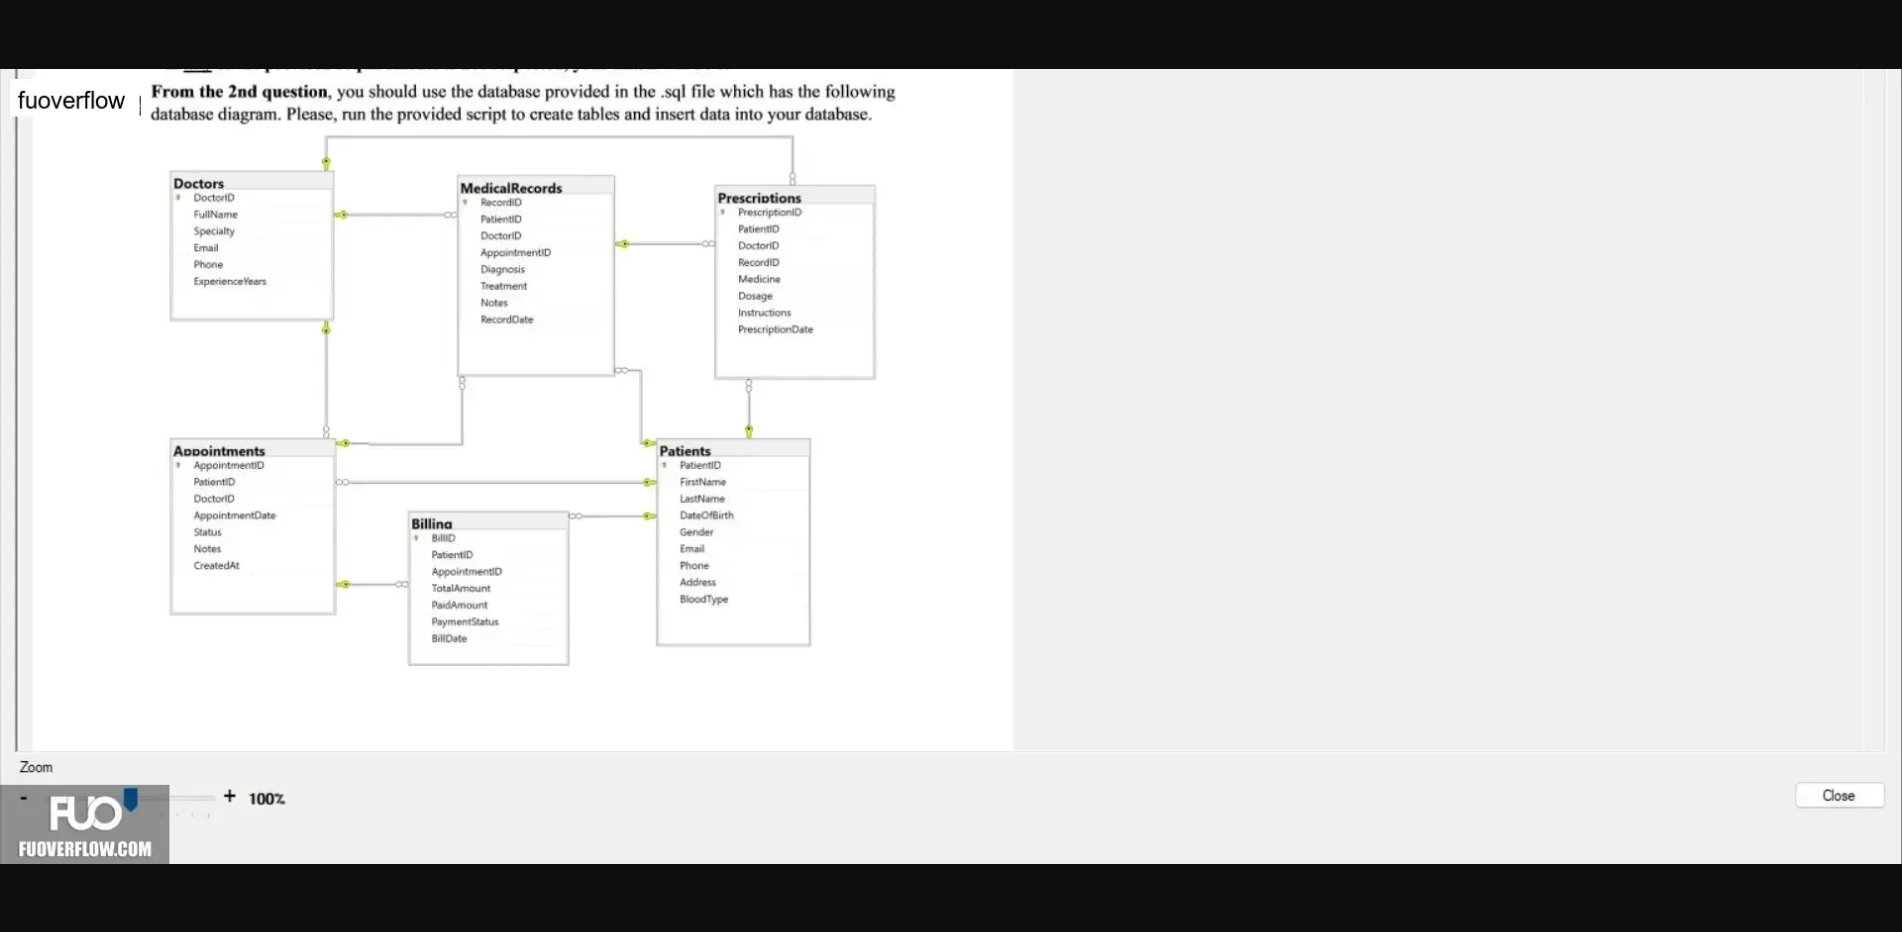 From the 2nd question, you should use the database provided in the .sql file which has the following
fuoverflow
database diagram. Please, run the provided script to create tables and insert data into your database.
Doctors
DoctorID
FullName
Specialty
Email
Phone
ExperienceYears
MedicalRecords
RecordID
PatientID
DoctorID
AppointmentID
Diagnosis
Treatment
Notes
RecordDate
Prescriptions
PrescriptionID
PatientID
DoctorID
RecordID
Medicine
Dosage
Instructions
PrescriptionDate
Appointments
AppointmentID
PatientID
DoctorID
AppointmentDate
Status
Notes
CreatedAt
Billing
BillID
PatientID
AppointmentID
TotalAmount
PaidAmount
PaymentStatus
BillDate
Patients
PatientID
FirstName
LastName
DateOfBirth
Gender
Email
Phone
Address
BloodType
Zoom
- + 100%
Close
FUO
FUOVERFLOW.COM